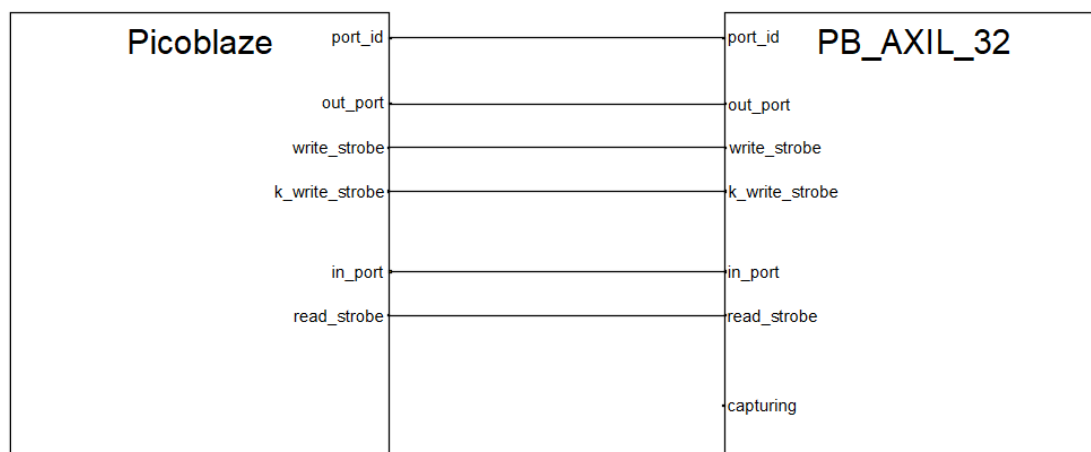 Picoblaze
PB_AXIL_32
port_id
port_id
out_port
out_port
write_strobe
write_strobe
k_write_strobe
k_write_strobe
in_port
in_port
read_strobe
read_strobe
capturing